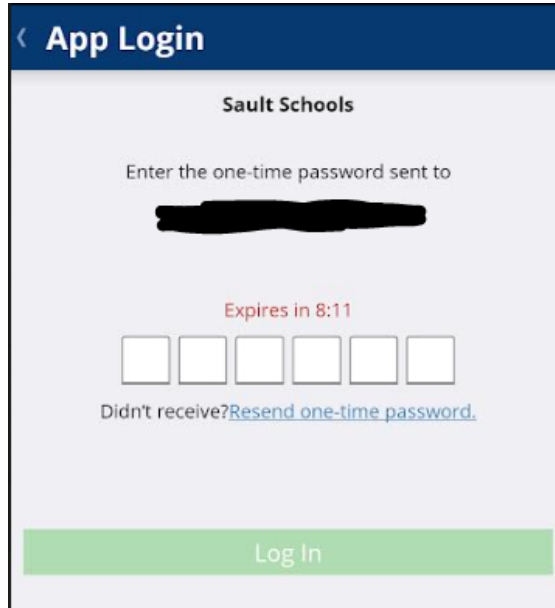 App Login
Sault Schools
Enter the one-time password sent to
Expires in 8:11
Didn't receive?Resend one-time password.
Log In